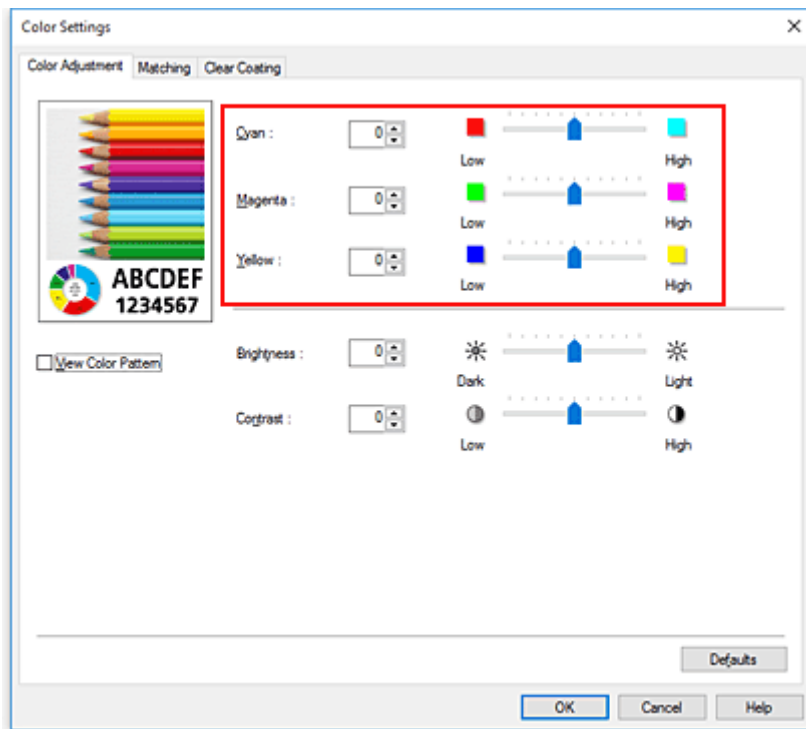 Color Settings
Color Adjustment Matching Clear Coating
Cyan : 0
Low High
Magenta : 0
Low High
Yellow : 0
Low High
ABCDEF
1234567
View Color Pattern
Brightness : 0
Dark Light
Contrast : 0
Low High
Defaults
OK Cancel Help